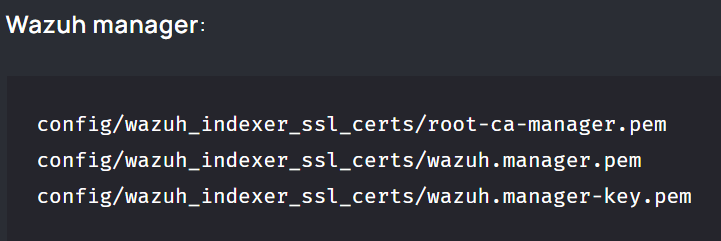 Wazuh manager:
config/wazuh_indexer_ssl_certs/root-ca-manager.pem
config/wazuh_indexer_ssl_certs/wazuh.manager.pem
config/wazuh_indexer_ssl_certs/wazuh.manager-key.pem